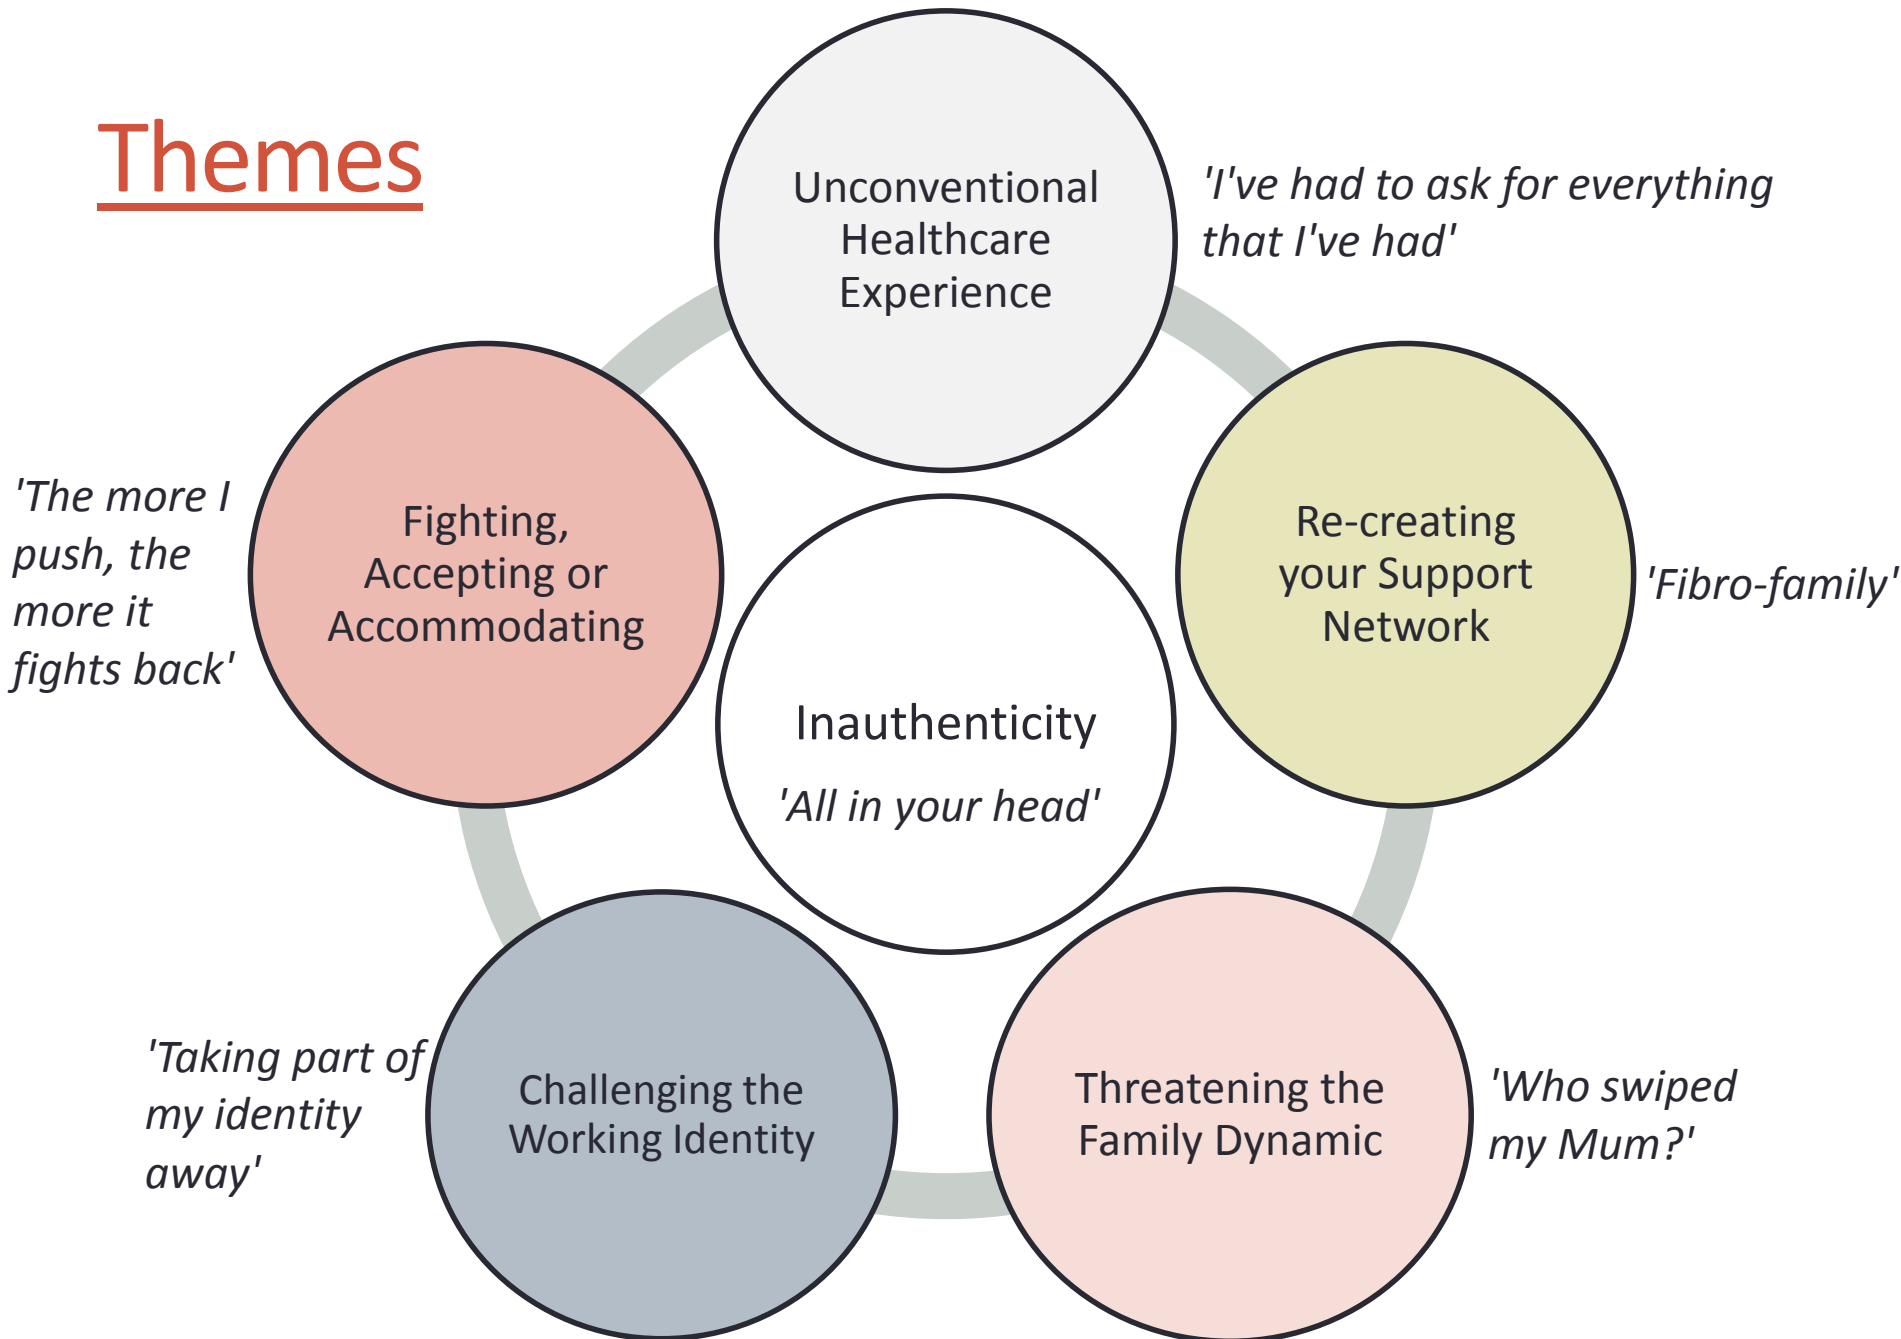 Themes
Unconventional
Healthcare
Experience
'I've had to ask for everything
that I've had'
Re-creating
your Support
Network
'Fibro-family'
Threatening the
Family Dynamic
'Who swiped
my Mum?'
Challenging the
Working Identity
'Taking part of
my identity
away'
Fighting,
Accepting or
Accommodating
'The more I
push, the
more it
fights back'
Inauthenticity
'All in your head'